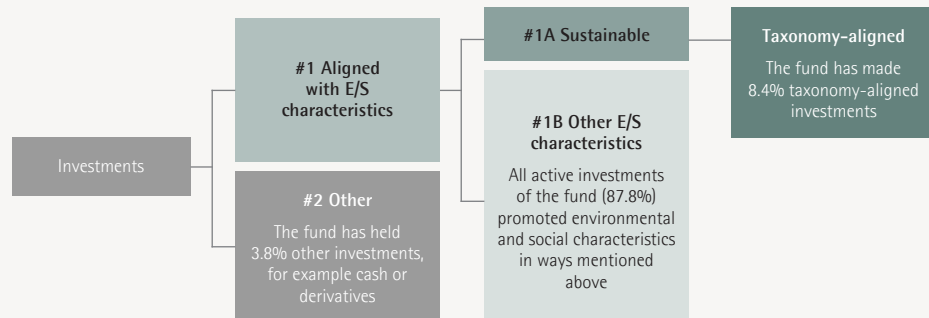 Investments
#1 Aligned
with E/S
characteristics
#2 Other
The fund has held
3.8% other investments,
for example cash or
derivatives
#1A Sustainable
#1B Other E/S
characteristics
All active investments
of the fund (87.8%)
promoted environmental
and social characteristics
in ways mentioned
above
Taxonomy-aligned
The fund has made
8.4% taxonomy-aligned
investments